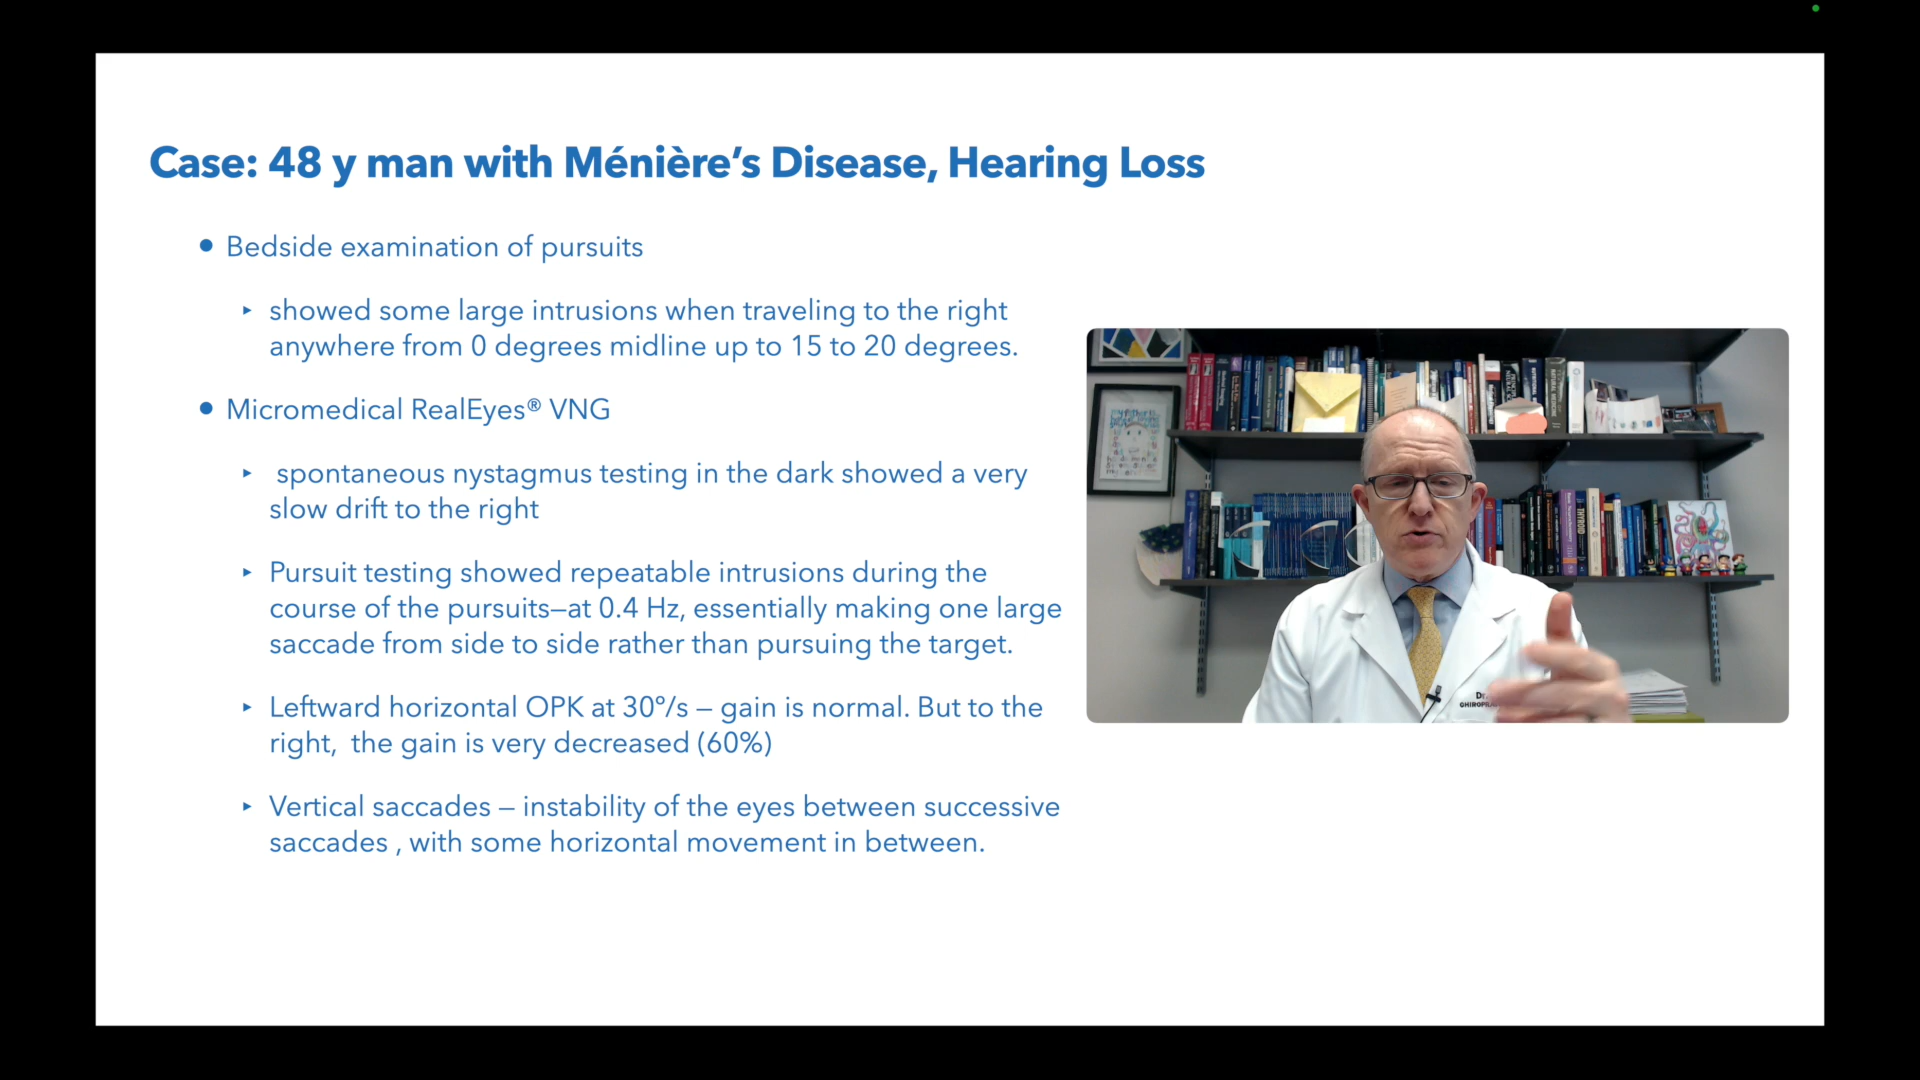 Case: 48 y man with Ménière’s Disease, Hearing Loss
• Bedside examination of pursuits
‣ showed some large intrusions when traveling to the right
anywhere from 0 degrees midline up to 15 to 20 degrees.
• Micromedical RealEyes® VNG
‣ spontaneous nystagmus testing in the dark showed a very
slow drift to the right
‣ Pursuit testing showed repeatable intrusions during the
course of the pursuits—at 0.4 Hz, essentially making one large
saccade from side to side rather than pursuing the target.
‣ Leftward horizontal OPK at 30º/s — gain is normal. But to the
right, the gain is very decreased (60%)
‣ Vertical saccades — instability of the eyes between successive
saccades , with some horizontal movement in between.
THYROID